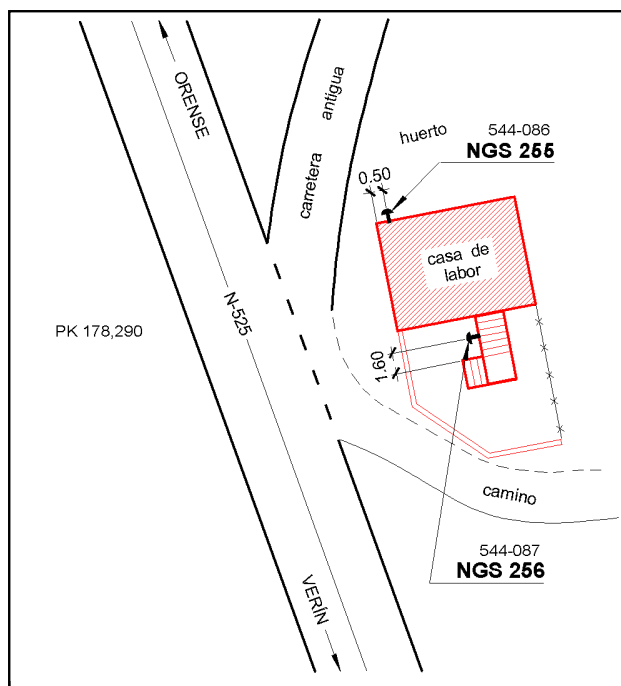 ORENSE
carretera antigua
huerto
544-086
NGS 255
0.50
casa de
labor
N-525
PK 178,290
1.60
camino
544-087
NGS 256
VERÍN